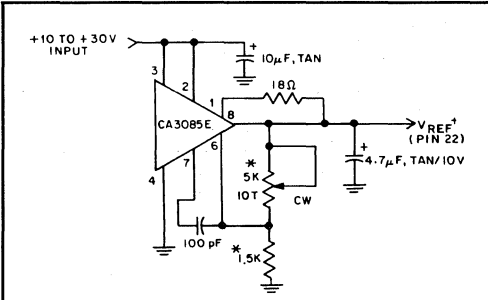 +10 TO +30V
INPUT
+
10µF, TAN
3
2
1
18Ω
CA3085E
8
6
7
4
VREF+
(PIN 22)
+
4.7µF, TAN/10V
*
5K
10T
CW
100 pF
*
1.5K